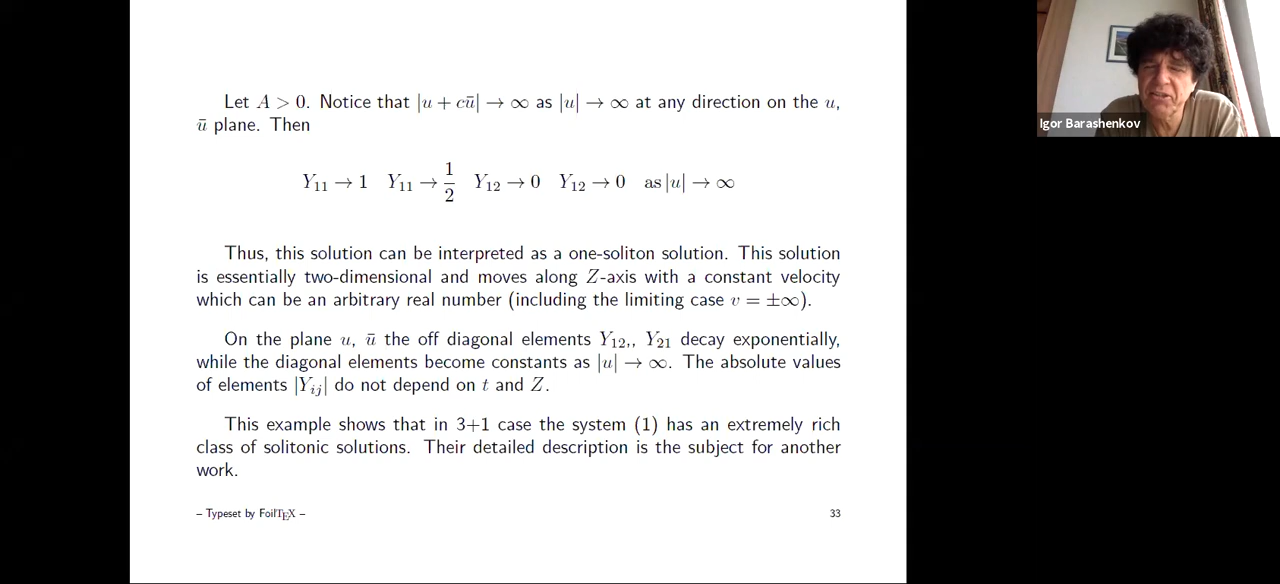 Let A > 0. Notice that |u + cū| → ∞ as |u| → ∞ at any direction on the u,
ū plane. Then
Y₁₁ → 1 Y₁₁ → 1/2 Y₁₂ → 0 Y₁₂ → 0 as |u| → ∞
Thus, this solution can be interpreted as a one-soliton solution. This solution
is essentially two-dimensional and moves along Z-axis with a constant velocity
which can be an arbitrary real number (including the limiting case v = ±∞).
On the plane u, ū the off diagonal elements Y₁₂,, Y₂₁ decay exponentially,
while the diagonal elements become constants as |u| → ∞. The absolute values
of elements |Yᵢⱼ| do not depend on t and Z.
This example shows that in 3+1 case the system (1) has an extremely rich
class of solitonic solutions. Their detailed description is the subject for another
work.
– Typeset by FoilTEX –
33
Igor Barashenkov